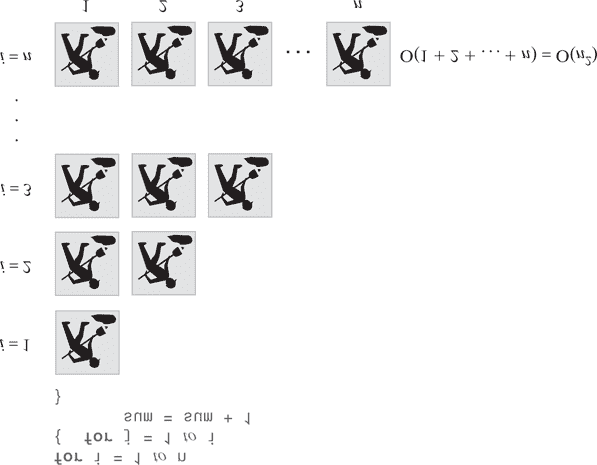 for i = 1 to n
{ for j = 1 to i
sum = sum + 1
}
i = 1
i = 2
i = 3
. . .
i = n ... O(1 + 2 + ... + n) = O(n²)
1 2 3 n